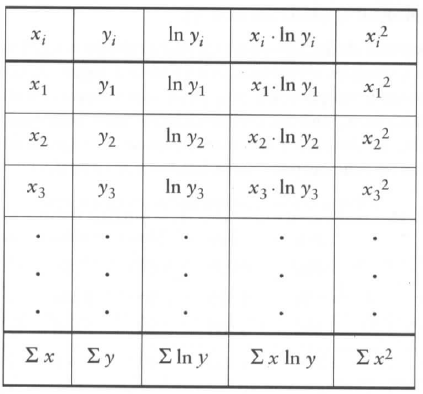 xᵢ yᵢ ln yᵢ xᵢ · ln yᵢ xᵢ²
x₁ y₁ ln y₁ x₁ · ln y₁ x₁²
x₂ y₂ ln y₂ x₂ · ln y₂ x₂²
x₃ y₃ ln y₃ x₃ · ln y₃ x₃²
. . . . .
. . . . .
. . . . .
Σ x Σ y Σ ln y Σ x ln y Σ x²